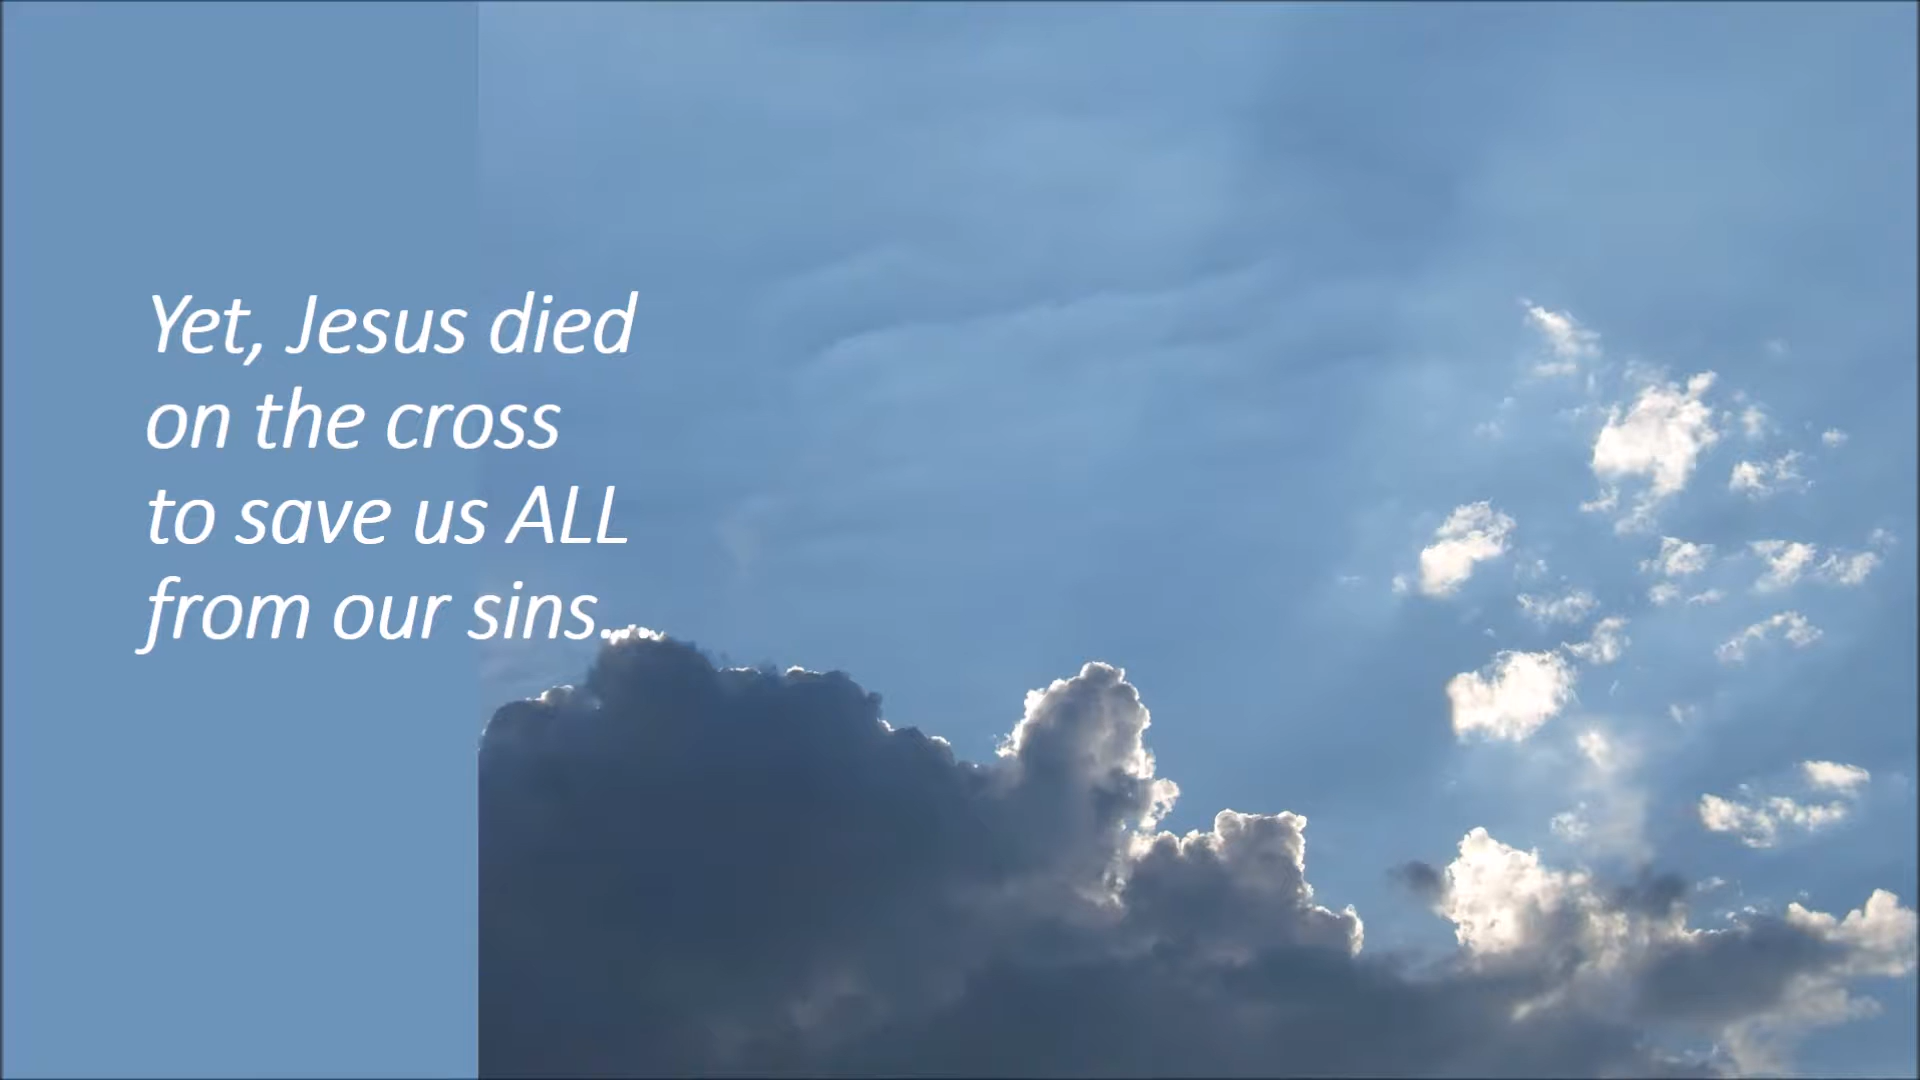 Yet, Jesus died
on the cross
to save us ALL
from our sins...